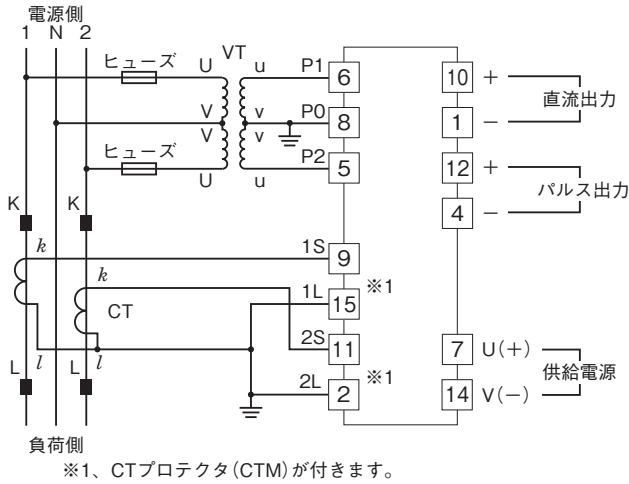 電源側
1 N 2
ヒューズ U VT u P1 6 10 +
直流出力
V v P0 8 1 −
V v
ヒューズ U u P2 5 12 +
パルス出力
4 −
K K
k 1S 9
※1
k 1L 15
CT
2S 11 7 U(+)
l l ※1 供給電源
L L 2L 2 14 V(−)
負荷側
※1、CTプロテクタ(CTM)が付きます。